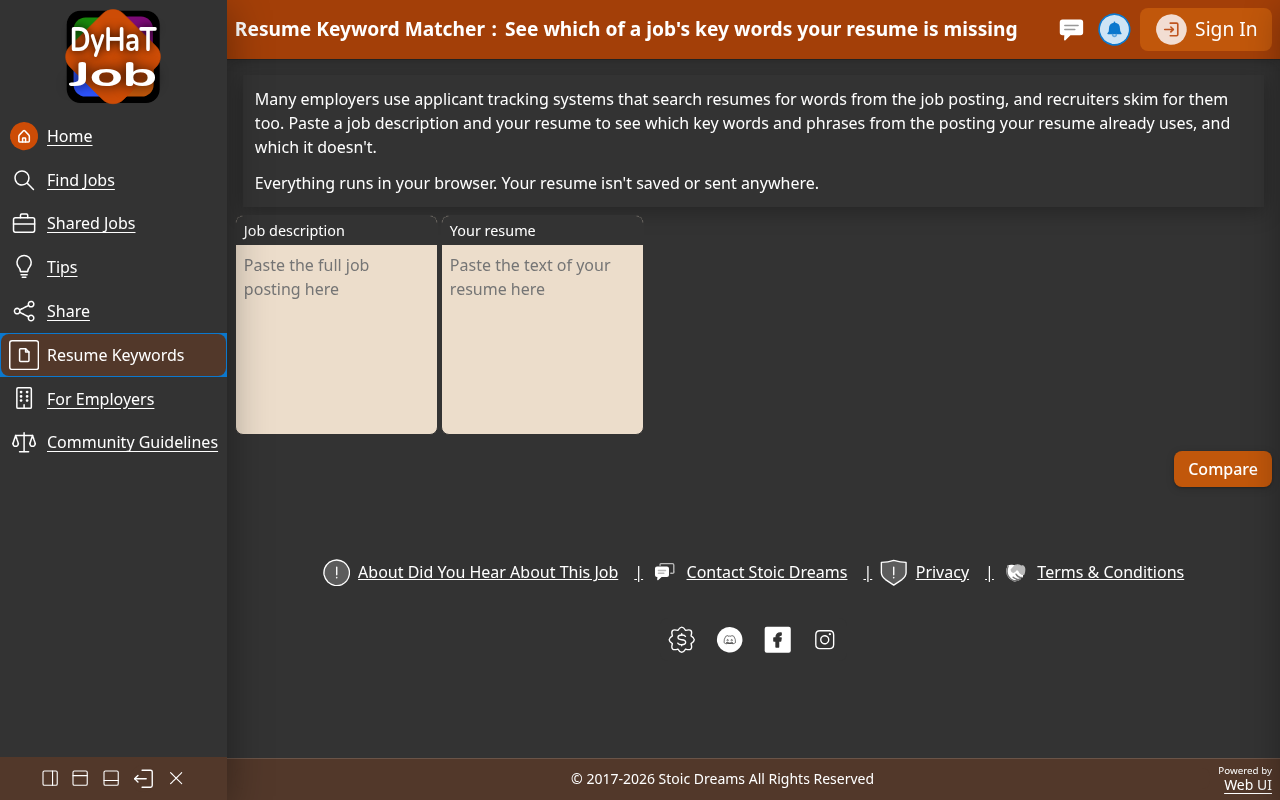 DyHaT
Job
Home
Find Jobs
Shared Jobs
Tips
Share
Resume Keywords
For Employers
Community Guidelines
Resume Keyword Matcher : See which of a job's key words your resume is missing
Sign In
Many employers use applicant tracking systems that search resumes for words from the job posting, and recruiters skim for them
too. Paste a job description and your resume to see which key words and phrases from the posting your resume already uses, and
which it doesn't.
Everything runs in your browser. Your resume isn't saved or sent anywhere.
Job description
Paste the full job
posting here
Your resume
Paste the text of your
resume here
Compare
About Did You Hear About This Job | Contact Stoic Dreams | Privacy | Terms & Conditions
© 2017-2026 Stoic Dreams All Rights Reserved
Powered by
Web UI